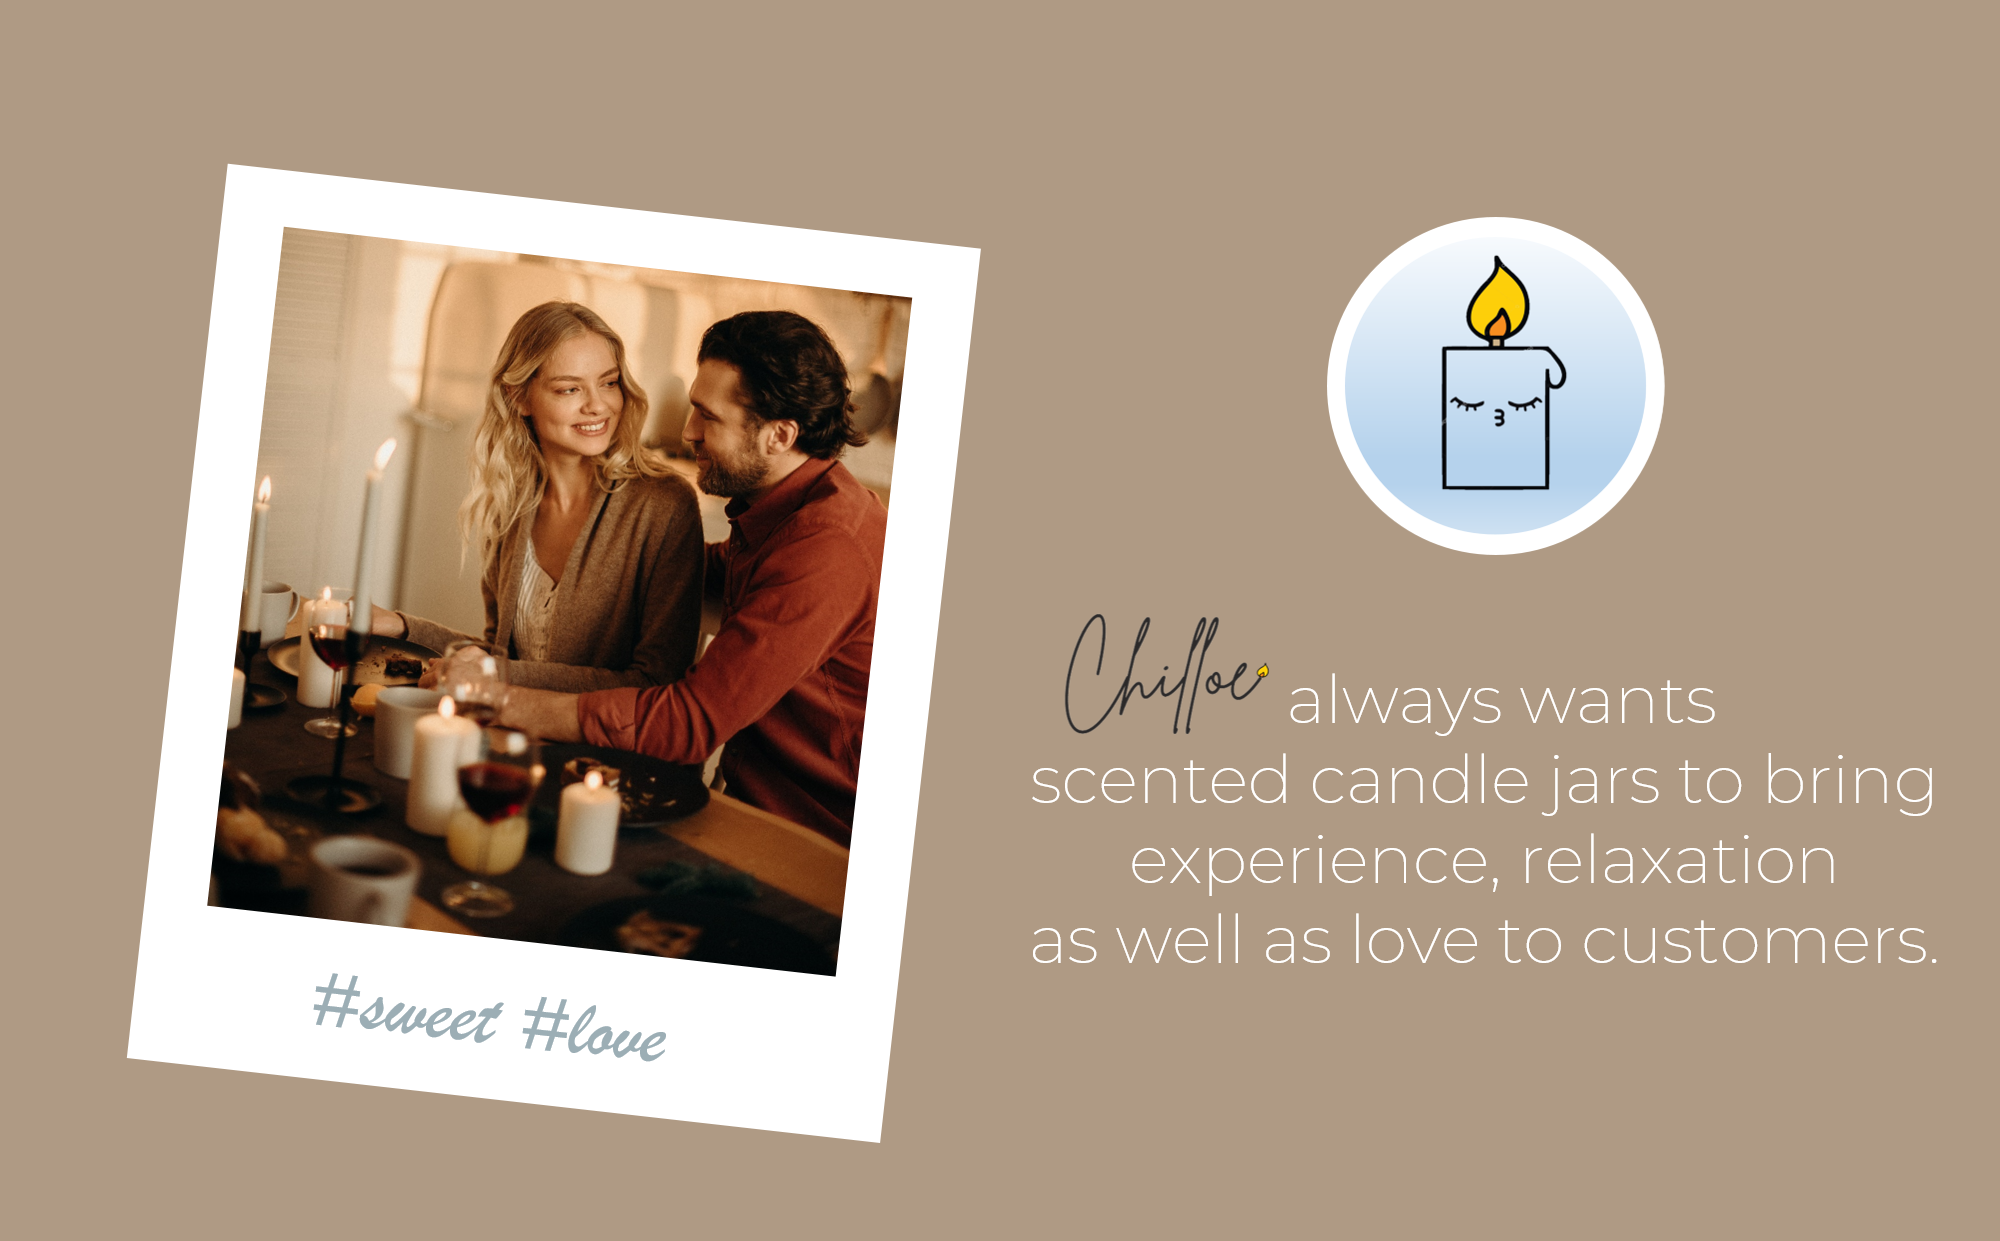 #sweet #love
Chilloe always wants
scented candle jars to bring
experience, relaxation
as well as love to customers.